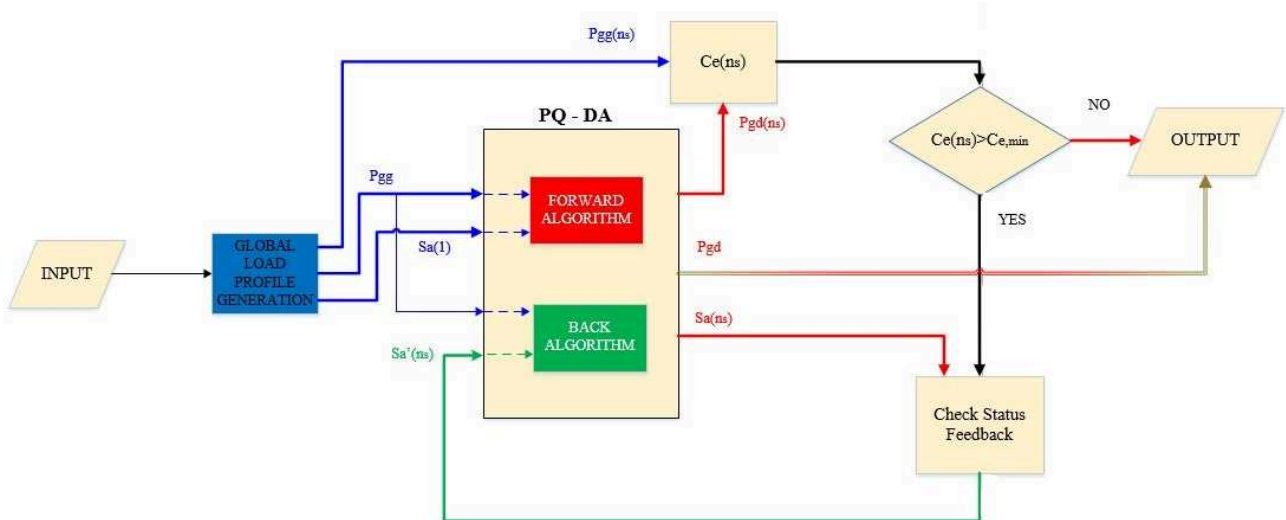 Pgg(ns)
Ce(ns)
NO
PQ - DA
Pgd(ns)
Ce(ns)>Ce,min
OUTPUT
Pgg
FORWARD
ALGORITHM
YES
Sa(1)
Pgd
INPUT
GLOBAL
LOAD
PROFILE
GENERATION
Sa(ns)
BACK
ALGORITHM
Sa'(ns)
Check Status
Feedback